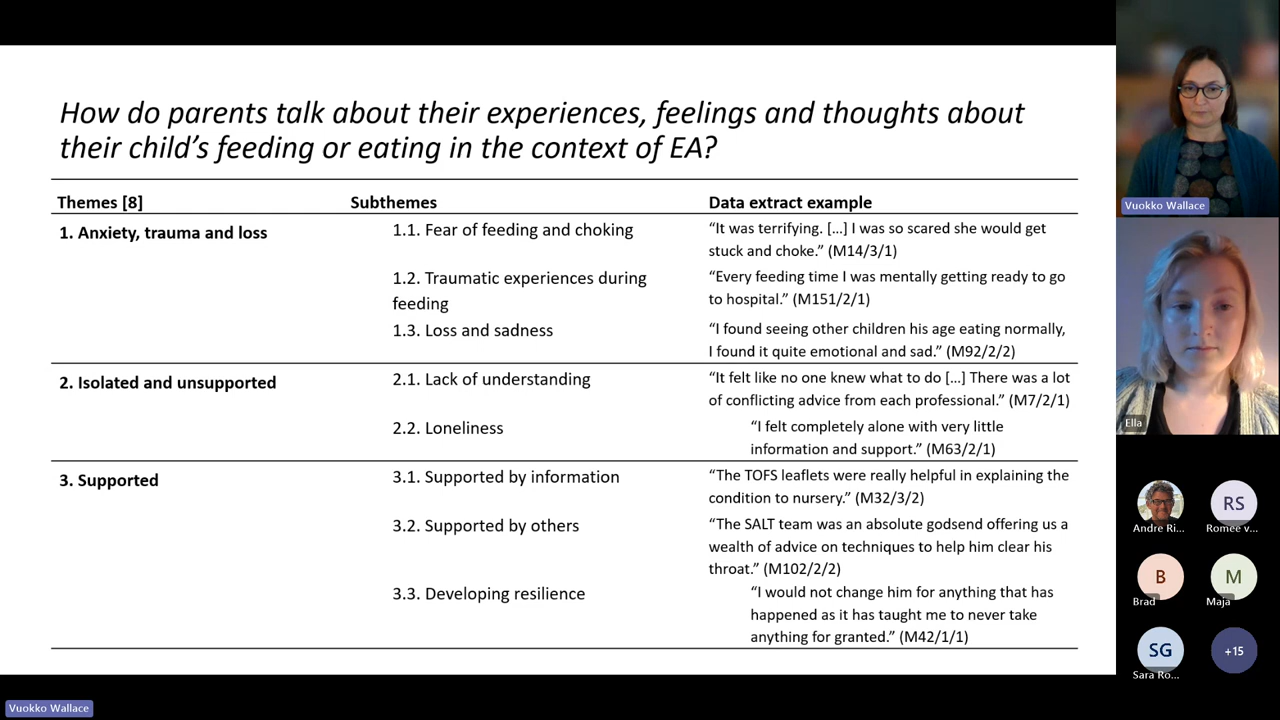 How do parents talk about their experiences, feelings and thoughts about
their child's feeding or eating in the context of EA?
Themes [8] Subthemes Data extract example
1. Anxiety, trauma and loss
1.1. Fear of feeding and choking
"It was terrifying. [...] I was so scared she would get
stuck and choke." (M14/3/1)
1.2. Traumatic experiences during
feeding
"Every feeding time I was mentally getting ready to go
to hospital." (M151/2/1)
1.3. Loss and sadness
"I found seeing other children his age eating normally,
I found it quite emotional and sad." (M92/2/2)
2. Isolated and unsupported
2.1. Lack of understanding
"It felt like no one knew what to do [...] There was a lot
of conflicting advice from each professional." (M7/2/1)
2.2. Loneliness
"I felt completely alone with very little
information and support." (M63/2/1)
3. Supported
3.1. Supported by information
"The TOFS leaflets were really helpful in explaining the
condition to nursery." (M32/3/2)
3.2. Supported by others
"The SALT team was an absolute godsend offering us a
wealth of advice on techniques to help him clear his
throat." (M102/2/2)
3.3. Developing resilience
"I would not change him for anything that has
happened as it has taught me to never take
anything for granted." (M42/1/1)
Vuokko Wallace
Ella
Andre Ri...
RS
Romée v...
B
Brad
M
Maja
SG
Sara Ro...
+15
Vuokko Wallace